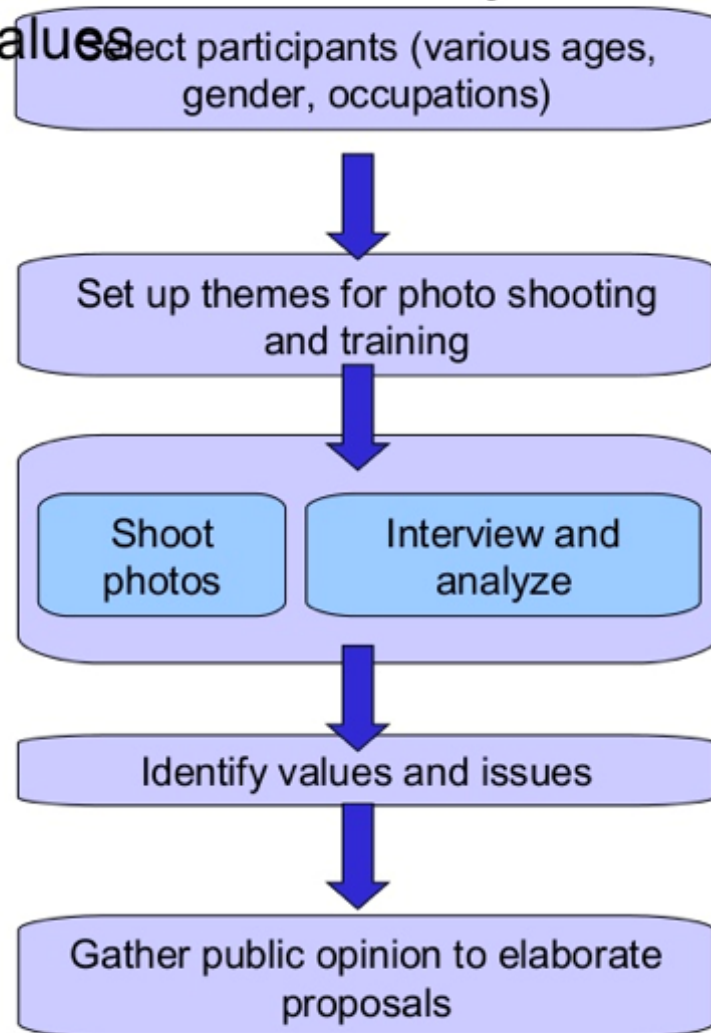 alues
Select participants (various ages,
gender, occupations)
Set up themes for photo shooting
and training
Shoot
photos
Interview and
analyze
Identify values and issues
Gather public opinion to elaborate
proposals